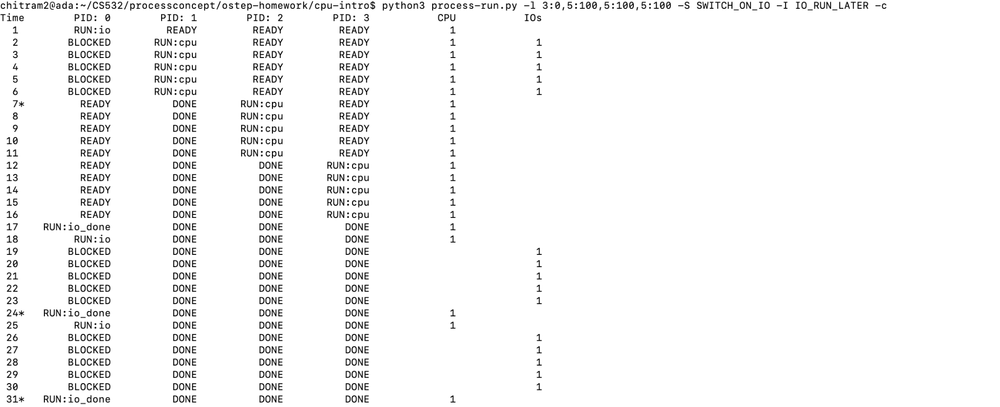 chitram2@ada:~/CS532/processconcept/ostep-homework/cpu-intro$ python3 process-run.py -l 3:0,5:100,5:100,5:100 -S SWITCH_ON_IO -I IO_RUN_LATER -c
Time PID: 0 PID: 1 PID: 2 PID: 3 CPU IOs
1 RUN:io READY READY READY 1
2 BLOCKED RUN:cpu READY READY 1 1
3 BLOCKED RUN:cpu READY READY 1 1
4 BLOCKED RUN:cpu READY READY 1 1
5 BLOCKED RUN:cpu READY READY 1 1
6 BLOCKED RUN:cpu READY READY 1 1
7* READY DONE RUN:cpu READY 1
8 READY DONE RUN:cpu READY 1
9 READY DONE RUN:cpu READY 1
10 READY DONE RUN:cpu READY 1
11 READY DONE RUN:cpu READY 1
12 READY DONE DONE RUN:cpu 1
13 READY DONE DONE RUN:cpu 1
14 READY DONE DONE RUN:cpu 1
15 READY DONE DONE RUN:cpu 1
16 READY DONE DONE RUN:cpu 1
17 RUN:io_done DONE DONE DONE 1
18 RUN:io DONE DONE DONE 1
19 BLOCKED DONE DONE DONE 1
20 BLOCKED DONE DONE DONE 1
21 BLOCKED DONE DONE DONE 1
22 BLOCKED DONE DONE DONE 1
23 BLOCKED DONE DONE DONE 1
24* RUN:io_done DONE DONE DONE 1
25 RUN:io DONE DONE DONE 1
26 BLOCKED DONE DONE DONE 1
27 BLOCKED DONE DONE DONE 1
28 BLOCKED DONE DONE DONE 1
29 BLOCKED DONE DONE DONE 1
30 BLOCKED DONE DONE DONE 1
31* RUN:io_done DONE DONE DONE 1